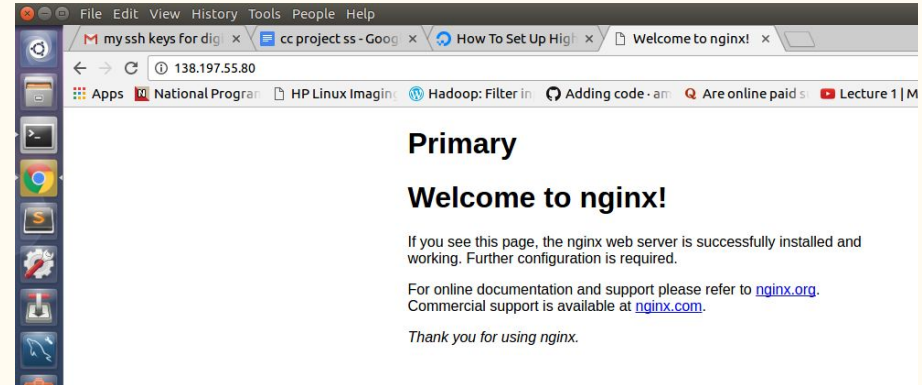 File Edit View History Tools People Help
my ssh keys for digi
cc project ss - Goog
How To Set Up High
Welcome to nginx!
138.197.55.80
Apps
National Program
HP Linux Imaging
Hadoop: Filter in
Adding code · am
Are online paid s
Lecture 1 | M
Primary
Welcome to nginx!
If you see this page, the nginx web server is successfully installed and
working. Further configuration is required.
For online documentation and support please refer to nginx.org.
Commercial support is available at nginx.com.
Thank you for using nginx.